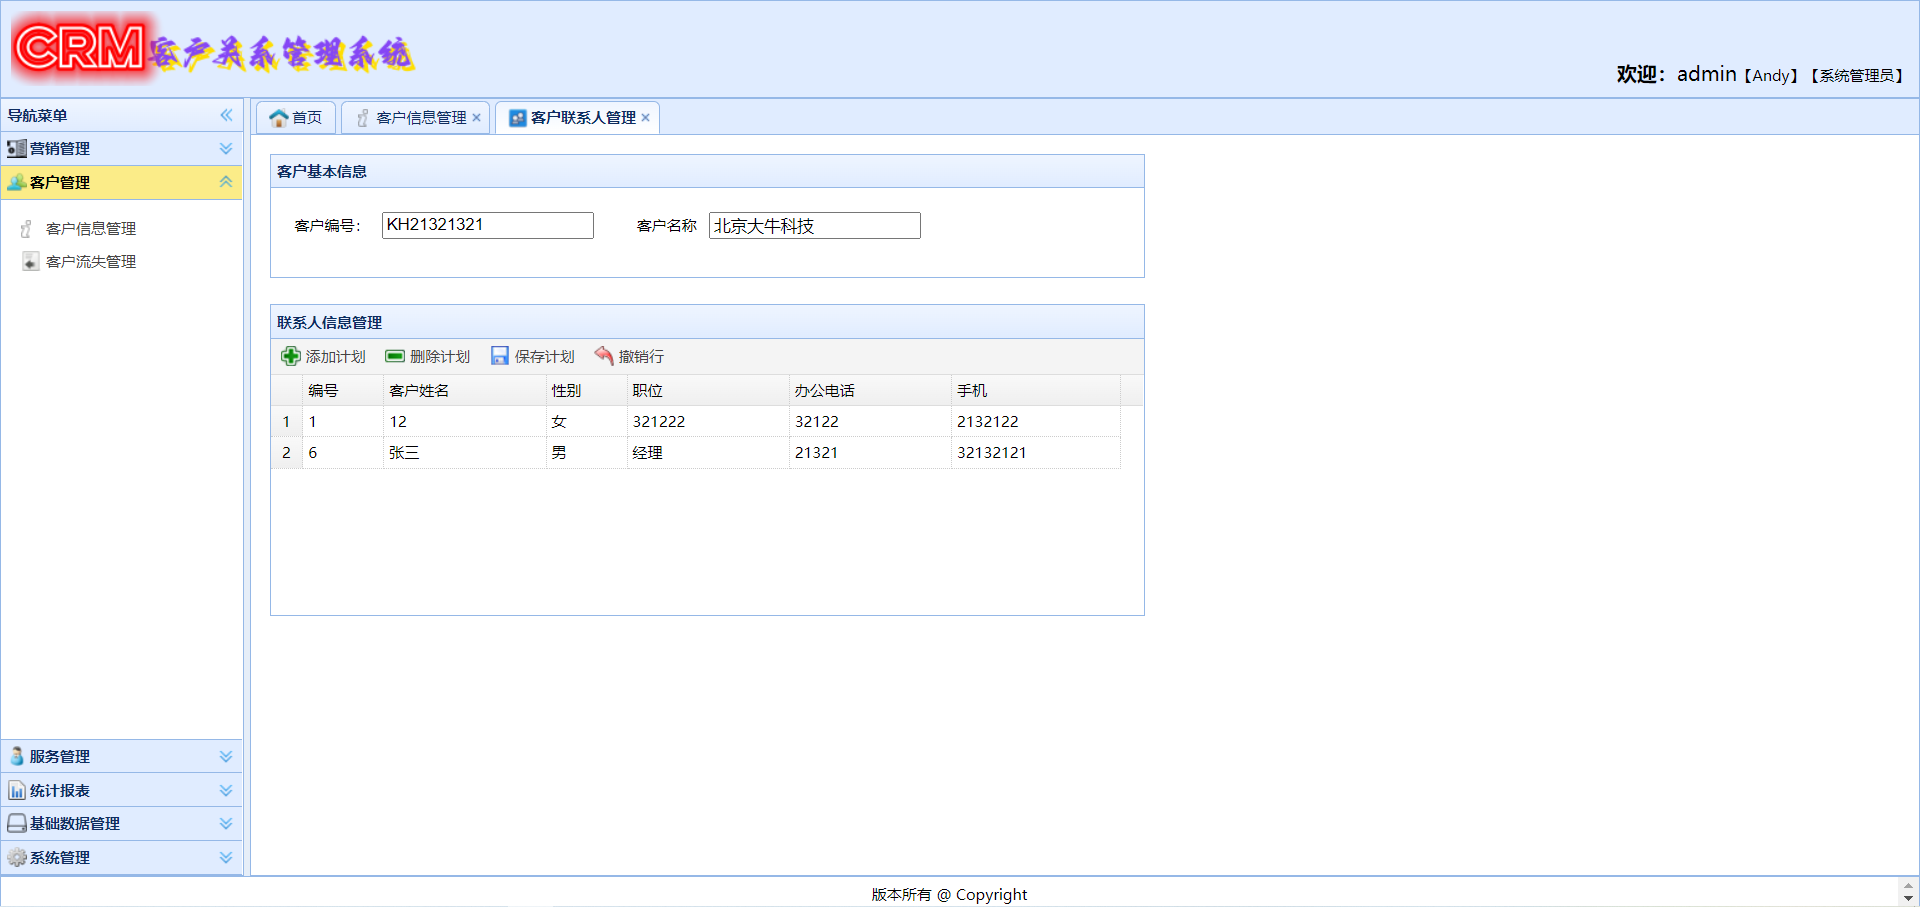 CRM客户关系管理系统
欢迎：admin【Andy】【系统管理员】
导航菜单
营销管理
客户管理
客户信息管理
客户流失管理
服务管理
统计报表
基础数据管理
系统管理
首页 客户信息管理 客户联系人管理
客户基本信息
客户编号： KH21321321 客户名称 北京大牛科技
联系人信息管理
添加计划 删除计划 保存计划 撤销行
编号 客户姓名 性别 职位 办公电话 手机
1 1 12 女 321222 32122 2132122
2 6 张三 男 经理 21321 32132121
版本所有 @ Copyright